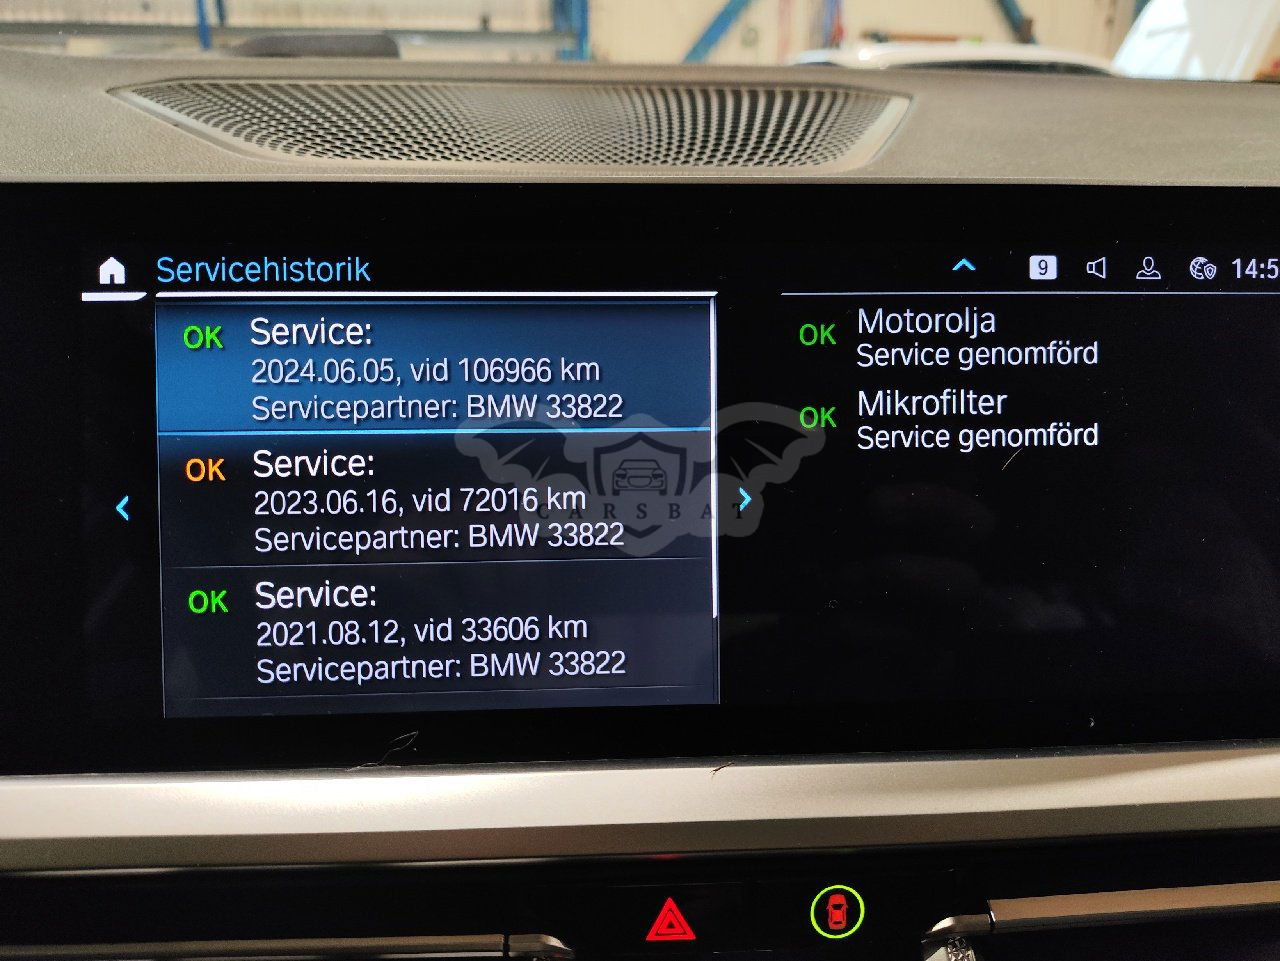 Servicehistorik
9
14:5
OK
Service:
2024.06.05, vid 106966 km
Servicepartner: BMW 33822
OK
Service:
2023.06.16, vid 72016 km
Servicepartner: BMW 33822
OK
Service:
2021.08.12, vid 33606 km
Servicepartner: BMW 33822
OK
Motorolja
Service genomförd
OK
Mikrofilter
Service genomförd
CARSBAT